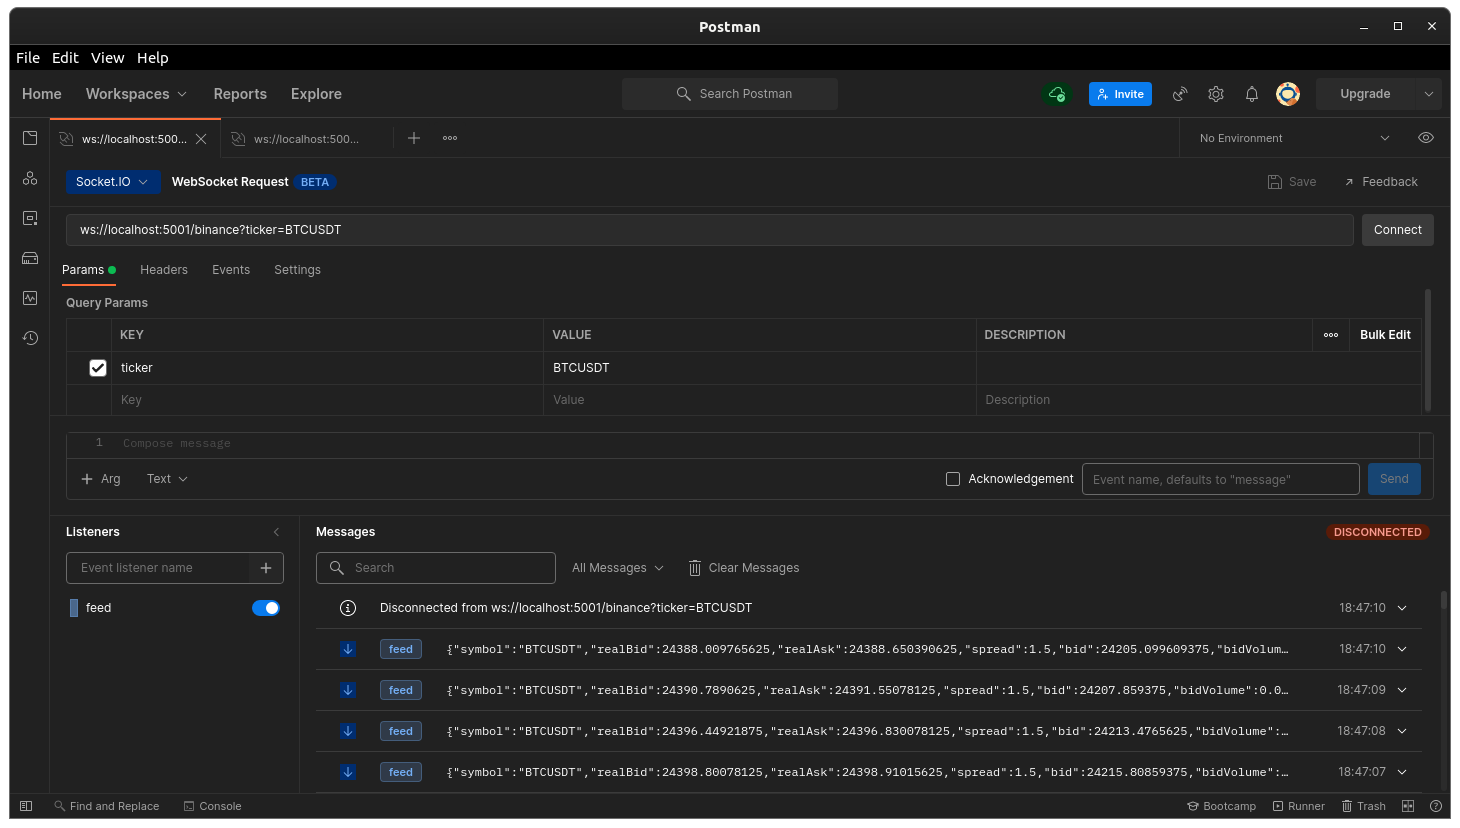 Postman
File Edit View Help
Home Workspaces Reports Explore Search Postman Invite Upgrade
ws://localhost:500... ws://localhost:500... No Environment
Socket.IO WebSocket Request BETA Save Feedback
ws://localhost:5001/binance?ticker=BTCUSDT Connect
Params Headers Events Settings
Query Params
KEY VALUE DESCRIPTION Bulk Edit
ticker BTCUSDT
Key Value Description
1 Compose message
Arg Text Acknowledgement Event name, defaults to "message" Send
Listeners Messages DISCONNECTED
Event listener name Search All Messages Clear Messages
feed Disconnected from ws://localhost:5001/binance?ticker=BTCUSDT 18:47:10
feed {"symbol":"BTCUSDT","realBid":24388.009765625,"realAsk":24388.650390625,"spread":1.5,"bid":24205.099609375,"bidVolum… 18:47:10
feed {"symbol":"BTCUSDT","realBid":24390.7890625,"realAsk":24391.55078125,"spread":1.5,"bid":24207.859375,"bidVolume":0.0… 18:47:09
feed {"symbol":"BTCUSDT","realBid":24396.44921875,"realAsk":24396.830078125,"spread":1.5,"bid":24213.4765625,"bidVolume":… 18:47:08
feed {"symbol":"BTCUSDT","realBid":24398.80078125,"realAsk":24398.91015625,"spread":1.5,"bid":24215.80859375,"bidVolume":… 18:47:07
Find and Replace Console Bootcamp Runner Trash